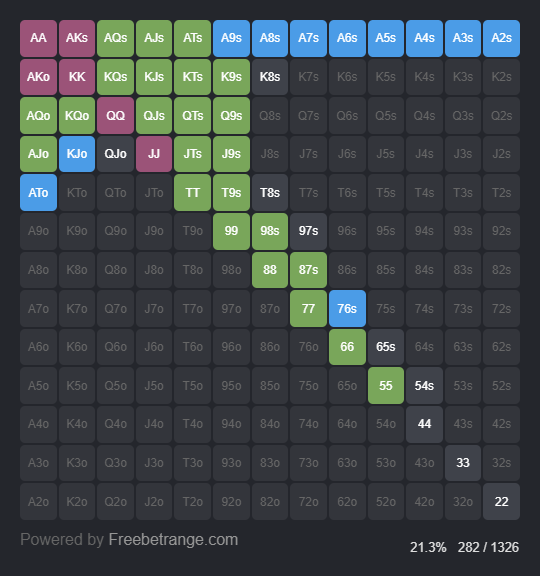 AA AKs AQs AJs ATs A9s A8s A7s A6s A5s A4s A3s A2s
AKo KK KQs KJs KTs K9s K8s K7s K6s K5s K4s K3s K2s
AQo KQo QQ QJs QTs Q9s Q8s Q7s Q6s Q5s Q4s Q3s Q2s
AJo KJo QJo JJ JTs J9s J8s J7s J6s J5s J4s J3s J2s
ATo KTo QTo JTo TT T9s T8s T7s T6s T5s T4s T3s T2s
A9o K9o Q9o J9o T9o 99 98s 97s 96s 95s 94s 93s 92s
A8o K8o Q8o J8o T8o 98o 88 87s 86s 85s 84s 83s 82s
A7o K7o Q7o J7o T7o 97o 87o 77 76s 75s 74s 73s 72s
A6o K6o Q6o J6o T6o 96o 86o 76o 66 65s 64s 63s 62s
A5o K5o Q5o J5o T5o 95o 85o 75o 65o 55 54s 53s 52s
A4o K4o Q4o J4o T4o 94o 84o 74o 64o 54o 44 43s 42s
A3o K3o Q3o J3o T3o 93o 83o 73o 63o 53o 43o 33 32s
A2o K2o Q2o J2o T2o 92o 82o 72o 62o 52o 42o 32o 22
Powered by Freebetrange.com
21.3% 282 / 1326